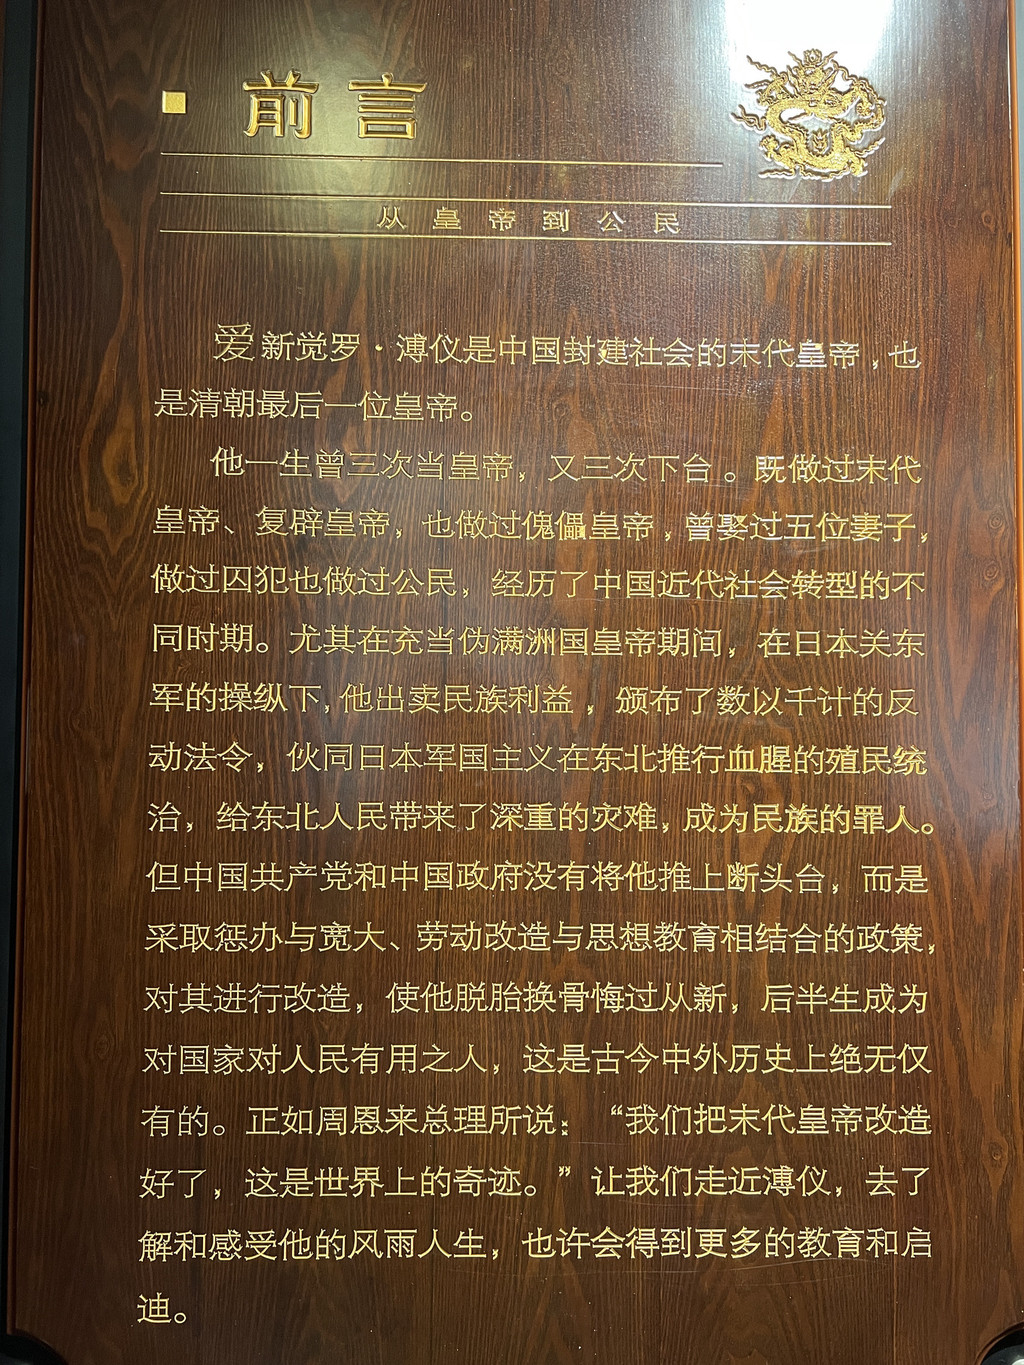 前言
从皇帝到公民
爱新觉罗·溥仪是中国封建社会的末代皇帝，也
是清朝最后一位皇帝。
他一生曾三次当皇帝，又三次下台。既做过末代
皇帝、复辟皇帝，也做过傀儡皇帝，曾娶过五位妻子，
做过囚犯也做过公民，经历了中国近代社会转型的不
同时期。尤其在充当伪满洲国皇帝期间，在日本关东
军的操纵下，他出卖民族利益，颁布了数以千计的反
动法令，伙同日本军国主义在东北推行血腥的殖民统
治，给东北人民带来了深重的灾难，成为民族的罪人。
但中国共产党和中国政府没有将他推上断头台，而是
采取惩办与宽大、劳动改造与思想教育相结合的政策，
对其进行改造，使他脱胎换骨悔过从新，后半生成为
对国家对人民有用之人，这是古今中外历史上绝无仅
有的。正如周恩来总理所说：“我们把末代皇帝改造
好了，这是世界上的奇迹。”让我们走近溥仪，去了
解和感受他的风雨人生，也许会得到更多的教育和启
迪。